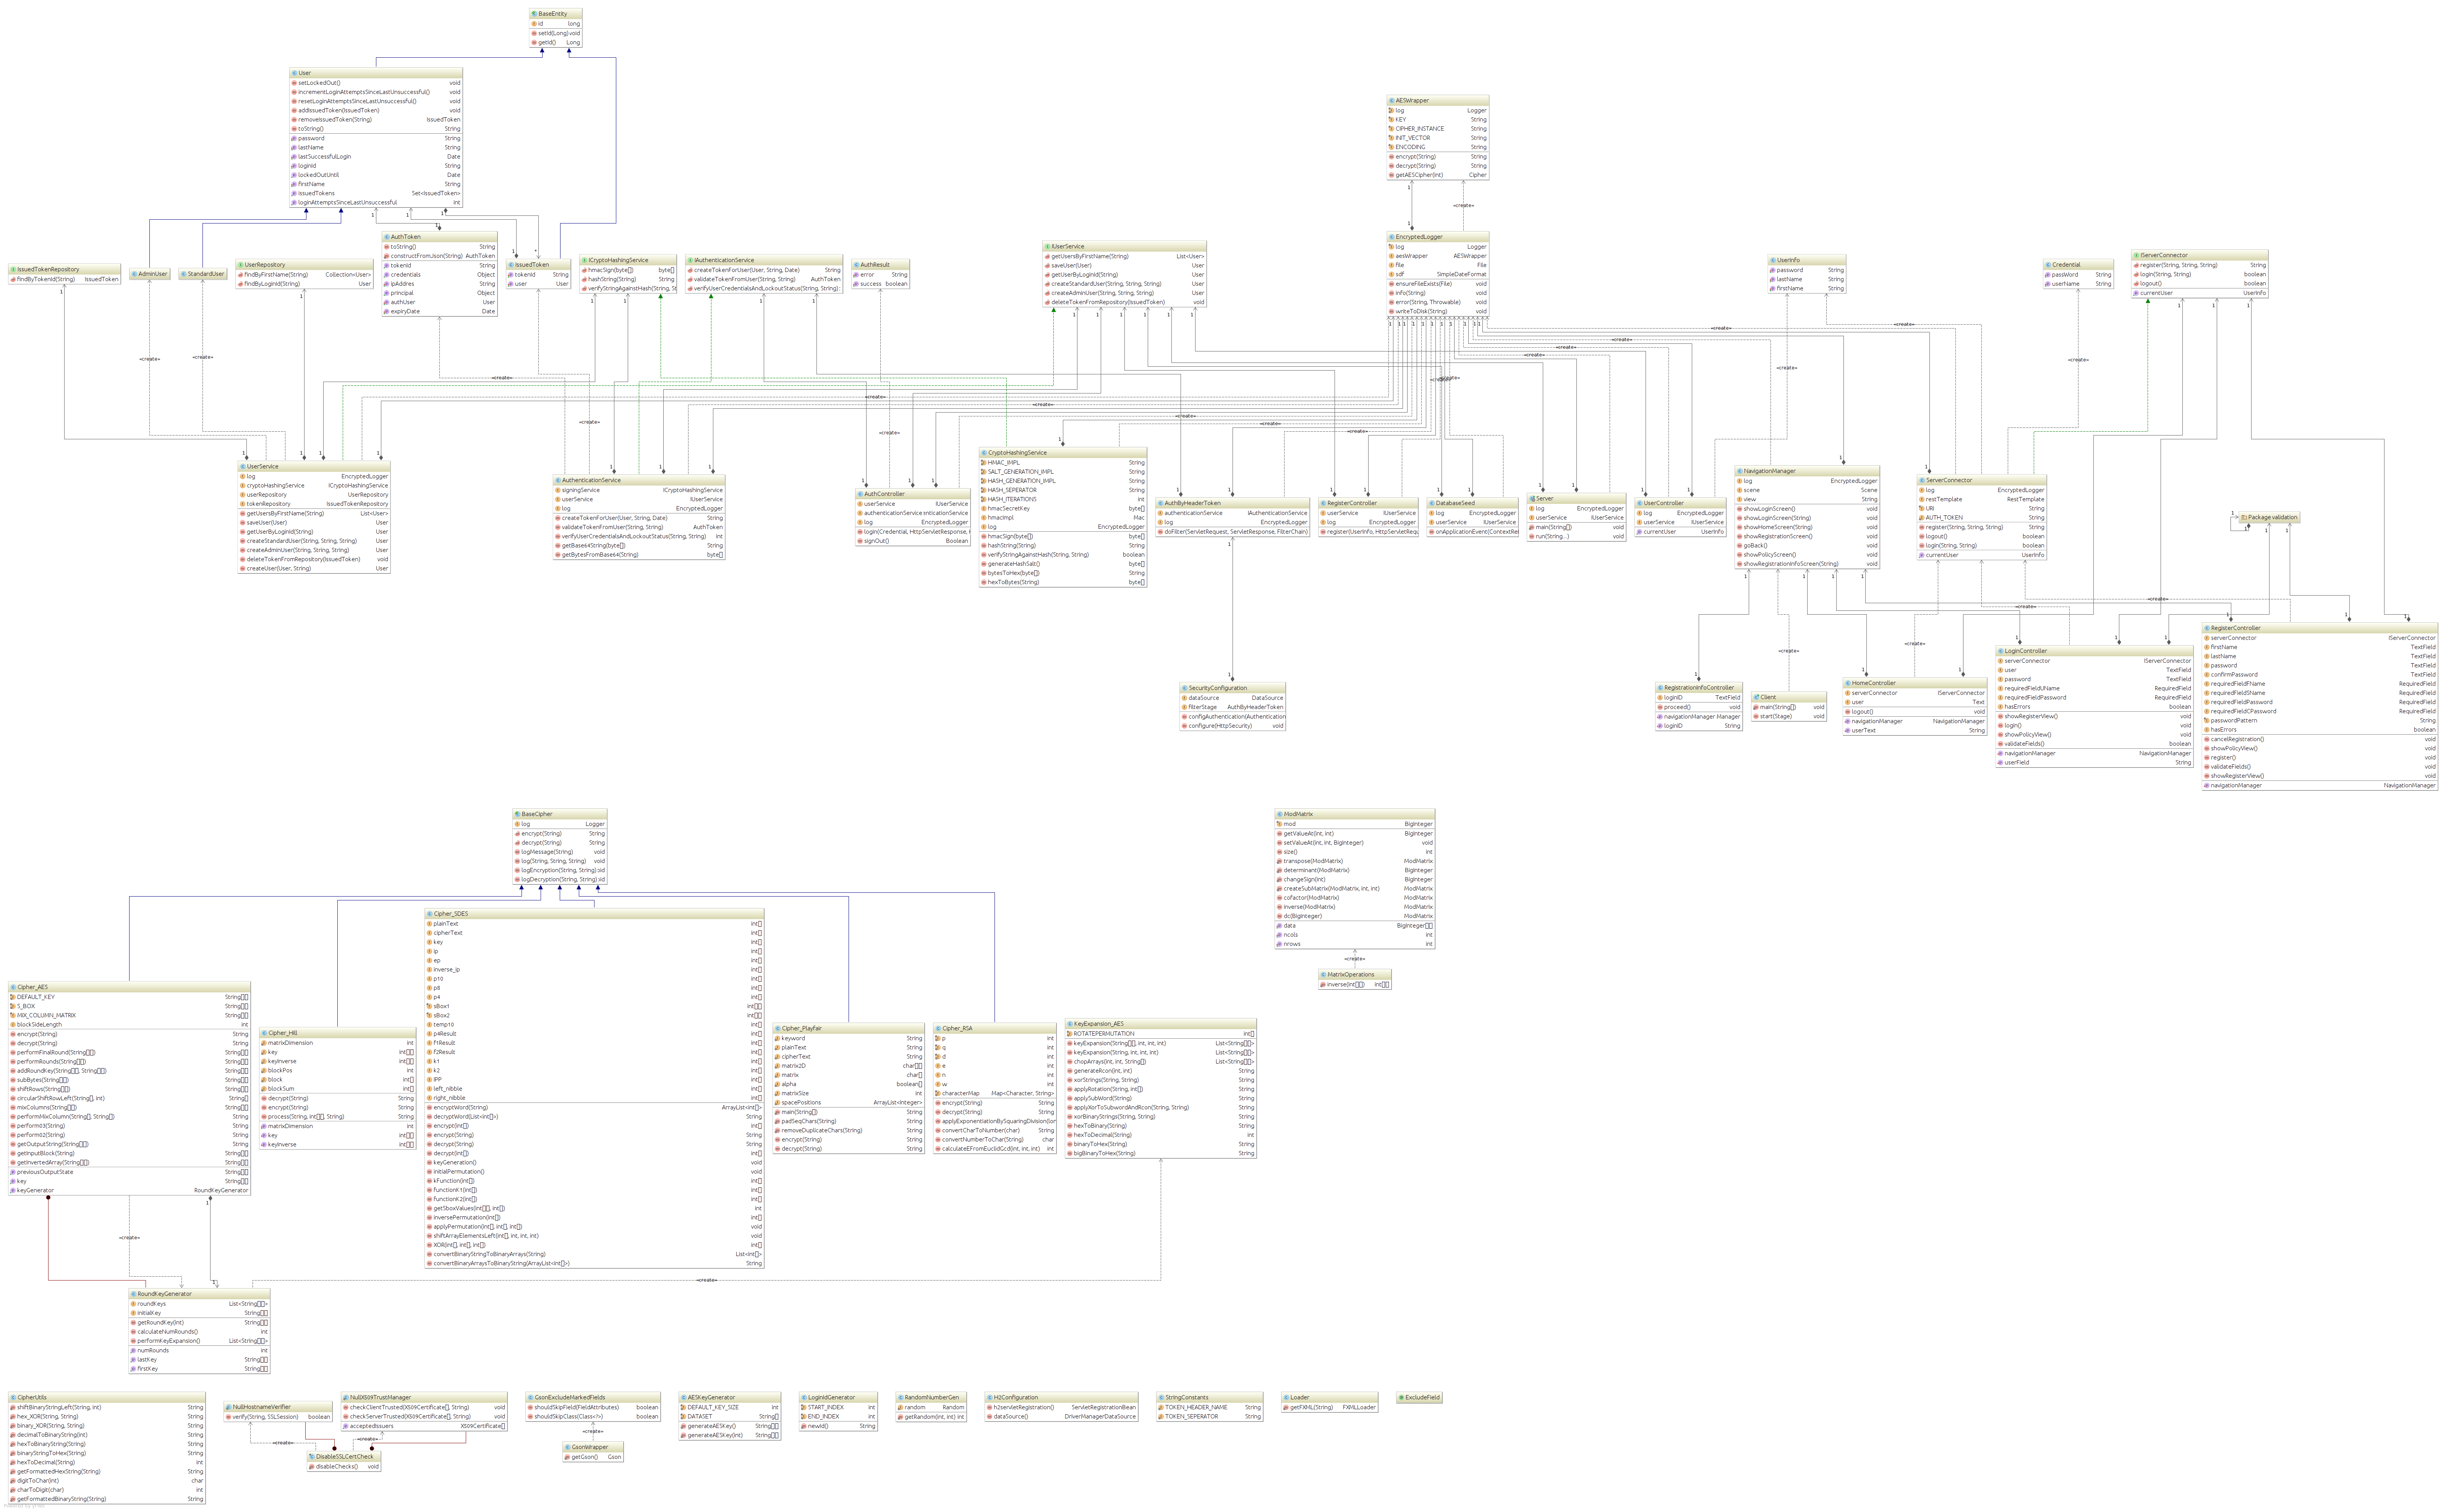 BaseEntity
id long
setId(Long) void
getId() Long
User
setLockedOut() void
incrementLoginAttemptsSinceLastUnsuccessful() void
resetLoginAttemptsSinceLastUnsuccessful() void
addIssuedToken(IssuedToken) void
removeIssuedToken(String) IssuedToken
toString() String
password String
lastName String
lastSuccessfulLogin Date
loginId String
lockedOutUntil Date
firstName String
issuedTokens Set<IssuedToken>
loginAttemptsSinceLastUnsuccessful int
AESWrapper
log Logger
KEY String
CIPHER_INSTANCE String
INIT_VECTOR String
ENCODING String
encrypt(String) String
decrypt(String) String
getAESCipher(int) Cipher
IssuedTokenRepository
findByTokenId(String) IssuedToken
AdminUser
StandardUser
UserRepository
findByFirstName(String) Collection<User>
findByLoginId(String) User
AuthToken
toString() String
constructFromJson(String) AuthToken
tokenId String
credentials Object
ipAddres String
principal Object
authUser User
expiryDate Date
IssuedToken
tokenId String
user User
ICryptoHashingService
hmacSign(byte[]) byte[]
hashString(String) String
verifyStringAgainstHash(String, St
IAuthenticationService
createTokenForUser(User, String, Date) String
validateTokenFromUser(String, String) AuthToken
verifyUserCredentialsAndLockoutStatus(String, String)
AuthResult
error String
success boolean
IUserService
getUsersByFirstName(String) List<User>
saveUser(User) User
getUserByLoginId(String) User
createStandardUser(String, String, String) User
createAdminUser(String, String, String) User
deleteTokenFromRepository(IssuedToken) void
EncryptedLogger
log Logger
aesWrapper AESWrapper
file File
sdf SimpleDateFormat
ensureFileExists(File) void
info(String) void
error(String, Throwable) void
writeToDisk(String) void
UserInfo
password String
lastName String
firstName String
Credential
passWord String
userName String
IServerConnector
register(String, String, String) String
login(String, String) boolean
logout() boolean
currentUser UserInfo
UserService
log EncryptedLogger
cryptoHashingService ICryptoHashingService
userRepository UserRepository
tokenRepository IssuedTokenRepository
getUsersByFirstName(String) List<User>
saveUser(User) User
getUserByLoginId(String) User
createStandardUser(String, String, String) User
createAdminUser(String, String, String) User
deleteTokenFromRepository(IssuedToken) void
createUser(User, String) User
AuthenticationService
signingService ICryptoHashingService
userService IUserService
log EncryptedLogger
createTokenForUser(User, String, Date) String
validateTokenFromUser(String, String) AuthToken
verifyUserCredentialsAndLockoutStatus(String, String) int
getBase64String(byte[]) String
getBytesFromBase64(String) byte[]
AuthController
userService IUserService
authenticationService enticationService
log EncryptedLogger
login(Credential, HttpServletResponse, H
signOut() Boolean
CryptoHashingService
HMAC_IMPL String
SALT_GENERATION_IMPL String
HASH_GENERATION_IMPL String
HASH_SEPERATOR String
HASH_ITERATIONS int
hmacSecretKey byte[]
hmacImpl Mac
log EncryptedLogger
hmacSign(byte[]) byte[]
hashString(String) String
verifyStringAgainstHash(String, String) boolean
generateHashSalt() byte[]
bytesToHex(byte[]) String
hexToBytes(String) byte[]
AuthByHeaderToken
authenticationService IAuthenticationService
log EncryptedLogger
doFilter(ServletRequest, ServletResponse, FilterChain)
RegisterController
userService IUserService
log EncryptedLogger
register(UserInfo, HttpServletReq
DatabaseSeed
log EncryptedLogger
userService IUserService
onApplicationEvent(ContextRe
Server
log EncryptedLogger
userService IUserService
main(String[]) void
run(String...) void
UserController
log EncryptedLogger
userService IUserService
currentUser UserInfo
NavigationManager
log EncryptedLogger
scene Scene
view String
showLoginScreen() void
showLoginScreen(String) void
showHomeScreen(String) void
showRegistrationScreen() void
goBack() void
showPolicyScreen() void
showRegistrationInfoScreen(String) void
ServerConnector
log EncryptedLogger
restTemplate RestTemplate
URI String
AUTH_TOKEN String
register(String, String, String) String
logout() boolean
login(String, String) boolean
currentUser UserInfo
Package validation
SecurityConfiguration
dataSource DataSource
filterStage AuthByHeaderToken
configAuthentication(Authentication
configure(HttpSecurity) void
RegistrationInfoController
loginID TextField
proceed() void
navigationManager Manager
loginID String
Client
main(String[]) void
start(Stage) void
HomeController
serverConnector IServerConnector
user Text
logout() void
navigationManager NavigationManager
userText String
LoginController
serverConnector IServerConnector
user TextField
password TextField
requiredFieldUName RequiredField
requiredFieldPassword RequiredField
hasErrors boolean
showRegisterView() void
login() void
showPolicyView() void
validateFields() boolean
navigationManager NavigationManager
userField String
RegisterController
serverConnector IServerConnector
firstName TextField
lastName TextField
password TextField
confirmPassword TextField
requiredFieldFName RequiredField
requiredFieldSName RequiredField
requiredFieldPassword RequiredField
requiredFieldCPassword RequiredField
passwordPattern String
hasErrors boolean
cancelRegistration() void
showPolicyView() void
register() void
validateFields() void
showRegisterView() void
navigationManager NavigationManager
BaseCipher
log Logger
encrypt(String) String
decrypt(String) String
logMessage(String) void
log(String, String, String) void
logEncryption(String, String)
logDecryption(String, String)
ModMatrix
mod BigInteger
getValueAt(int, int) BigInteger
setValueAt(int, int, BigInteger) void
size() int
transpose(ModMatrix) ModMatrix
determinant(ModMatrix) BigInteger
changeSign(int) BigInteger
createSubMatrix(ModMatrix, int, int) ModMatrix
cofactor(ModMatrix) ModMatrix
inverse(ModMatrix) ModMatrix
dc(BigInteger) ModMatrix
data BigInteger[][]
ncols int
nrows int
MatrixOperations
inverse(int[][]) int[][]
Cipher_AES
DEFAULT_KEY String[][]
S_BOX String[][]
MIX_COLUMN_MATRIX String[][]
blockSideLength int
encrypt(String) String
decrypt(String) String
performFinalRound(String[][]) String[][]
performRounds(String[][]) String[][]
addRoundKey(String[][], String[][]) String[][]
subBytes(String[][]) String[][]
shiftRows(String[][]) String[][]
circularShiftRowLeft(String[], int) String[]
mixColumns(String[][]) String[][]
performMixColumn(String[], String[]) String
perform03(String) String
perform02(String) String
getOutputString(String[][]) String
getInputBlock(String) String[][]
getInvertedArray(String[][]) String[][]
previousOutputState String[][]
key String[][]
keyGenerator RoundKeyGenerator
Cipher_Hill
matrixDimension int
key int[][]
keyInverse int[][]
blockPos int
block int[]
blockSum int[]
decrypt(String) String
encrypt(String) String
process(String, int[][], String) String
matrixDimension int
key int[][]
keyInverse int[][]
Cipher_SDES
plainText int[]
cipherText int[]
key int[]
ip int[]
ep int[]
inverse_ip int[]
p10 int[]
p8 int[]
p4 int[]
sBox1 int[][]
sBox2 int[][]
temp10 int[]
p4Result int[]
f1Result int[]
f2Result int[]
k1 int[]
k2 int[]
IPP int[]
left_nibble int[]
right_nibble int[]
encryptWord(String) ArrayList<int[]>
decryptWord(List<int[]>) String
encrypt(int[]) int[]
encrypt(String) String
decrypt(String) String
decrypt(int[]) int[]
keyGeneration() void
initialPermutation() void
kFunction(int[]) int[]
functionK1(int[]) int[]
functionK2(int[]) int[]
getSboxValues(int[][], int[]) int
inversePermutation(int[]) int[]
applyPermutation(int[], int[], int[]) void
shiftArrayElementsLeft(int[], int, int, int) void
XOR(int[], int[], int[]) int[]
convertBinaryStringToBinaryArrays(String) List<int[]>
convertBinaryArraysToBinaryString(ArrayList<int[]>) String
Cipher_Playfair
keyword String
plainText String
cipherText String
matrix2D char[][]
matrix char[]
alpha boolean[]
matrixSize int
spacePositions ArrayList<Integer>
main(String[]) void
padSeqChars(String) String
removeDuplicateChars(String) String
encrypt(String) String
decrypt(String) String
Cipher_RSA
p int
q int
d int
e int
n int
w int
characterMap Map<Character, String>
encrypt(String) String
decrypt(String) String
applyExponentiationBySquaringDivision(lon
convertCharToNumber(char) String
convertNumberToChar(String) char
calculateEFromEuclidGcd(int, int, int) int
KeyExpansion_AES
ROTATEPERMUTATION int[]
keyExpansion(String[][], int, int, int) List<String[][]>
keyExpansion(String, int, int, int) List<String[][]>
chopArrays(int, int, String[]) List<String[][]>
generateRcon(int, int) String
xorStrings(String, String) String
applyRotation(String, int[]) String
applySubWord(String) String
applyXorToSubwordAndRcon(String, String) String
xorBinaryStrings(String, String) String
hexToBinary(String) String
hexToDecimal(String) int
binaryToHex(String) String
bigBinaryToHex(String) String
RoundKeyGenerator
roundKeys List<String[][]>
initialKey String[][]
getRoundKey(int) String[][]
calculateNumRounds() int
performKeyExpansion() List<String[][]>
numRounds int
lastKey String[][]
firstKey String[][]
CipherUtils
shiftBinaryStringLeft(String, int) String
hex_XOR(String, String) String
binary_XOR(String, String) String
decimalToBinaryString(int) String
hexToBinaryString(String) String
binaryStringToHex(String) String
hexToDecimal(String) int
getFormattedHexString(String) String
digitToChar(int) char
charToDigit(char) int
getFormattedBinaryString(String) String
NullHostnameVerifier
verify(String, SSLSession) boolean
NullX509TrustManager
checkClientTrusted(X509Certificate[], String) void
checkServerTrusted(X509Certificate[], String) void
acceptedIssuers X509Certificate[]
«create»
DisableSSLCertCheck
disableChecks() void
GsonExcludeMarkedFields
shouldSkipField(FieldAttributes) boolean
shouldSkipClass(Class<?>) boolean
«create»
GsonWrapper
getGson() Gson
AESKeyGenerator
DEFAULT_KEY_SIZE int
DATASET String[]
generateAESKey() String[][]
generateAESKey(int) String[][]
LoginIdGenerator
START_INDEX int
END_INDEX int
newId() String
RandomNumberGen
random Random
getRandom(int, int) int
H2Configuration
h2servletRegistration() ServletRegistrationBean
dataSource() DriverManagerDataSource
StringConstants
TOKEN_HEADER_NAME String
TOKEN_SEPERATOR String
Loader
getFXML(String) FXMLLoader
ExcludeField